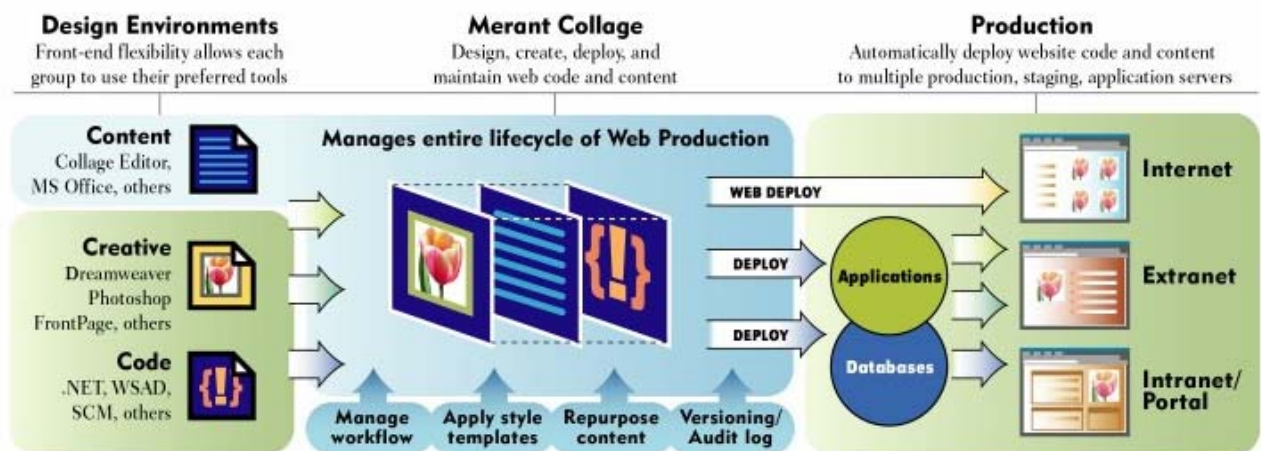 Design Environments
Front-end flexibility allows each
group to use their preferred tools
Merant Collage
Design, create, deploy, and
maintain web code and content
Production
Automatically deploy website code and content
to multiple production, staging, application servers
Content
Collage Editor,
MS Office, others
Creative
Dreamweaver
Photoshop
FrontPage, others
Code
.NET, WSAD,
SCM, others
{!}
Manages entire lifecycle of Web Production
{!}
Manage
workflow
Apply style
templates
Repurpose
content
Versioning/
Audit log
WEB DEPLOY
DEPLOY
DEPLOY
Applications
Databases
Internet
Extranet
Intranet/
Portal